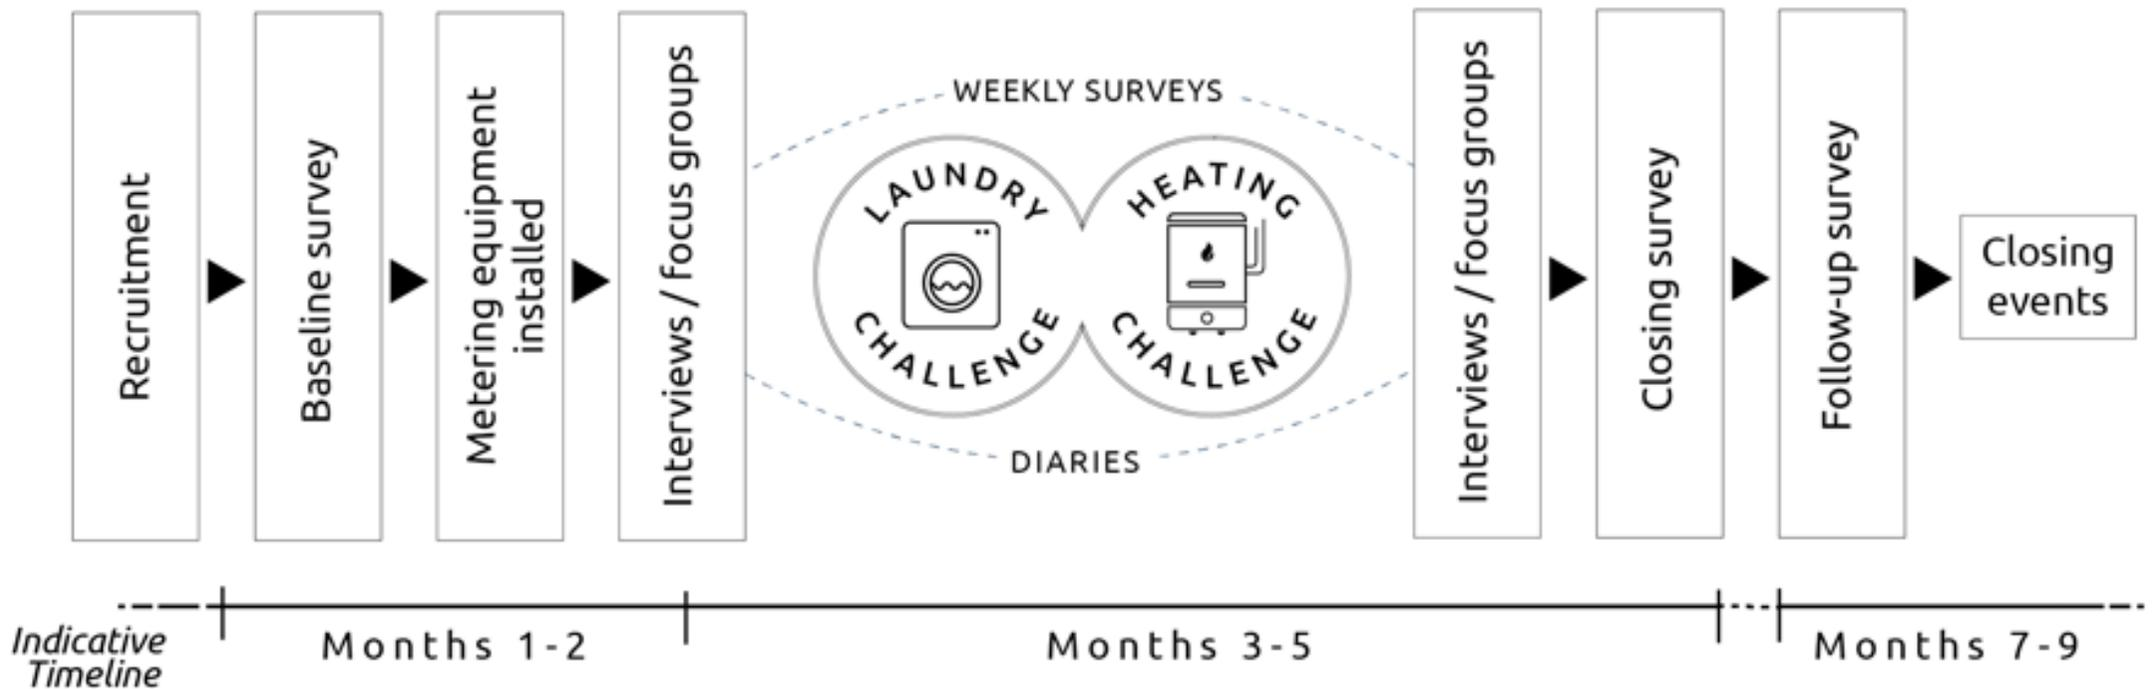 Recruitment
Baseline survey
Metering equipment
installed
Interviews / focus groups
WEEKLY SURVEYS
LAUNDRY
CHALLENGE
HEATING
CHALLENGE
DIARIES
Interviews / focus groups
Closing survey
Follow-up survey
Closing
events
Indicative
Timeline
Months 1-2
Months 3-5
Months 7-9